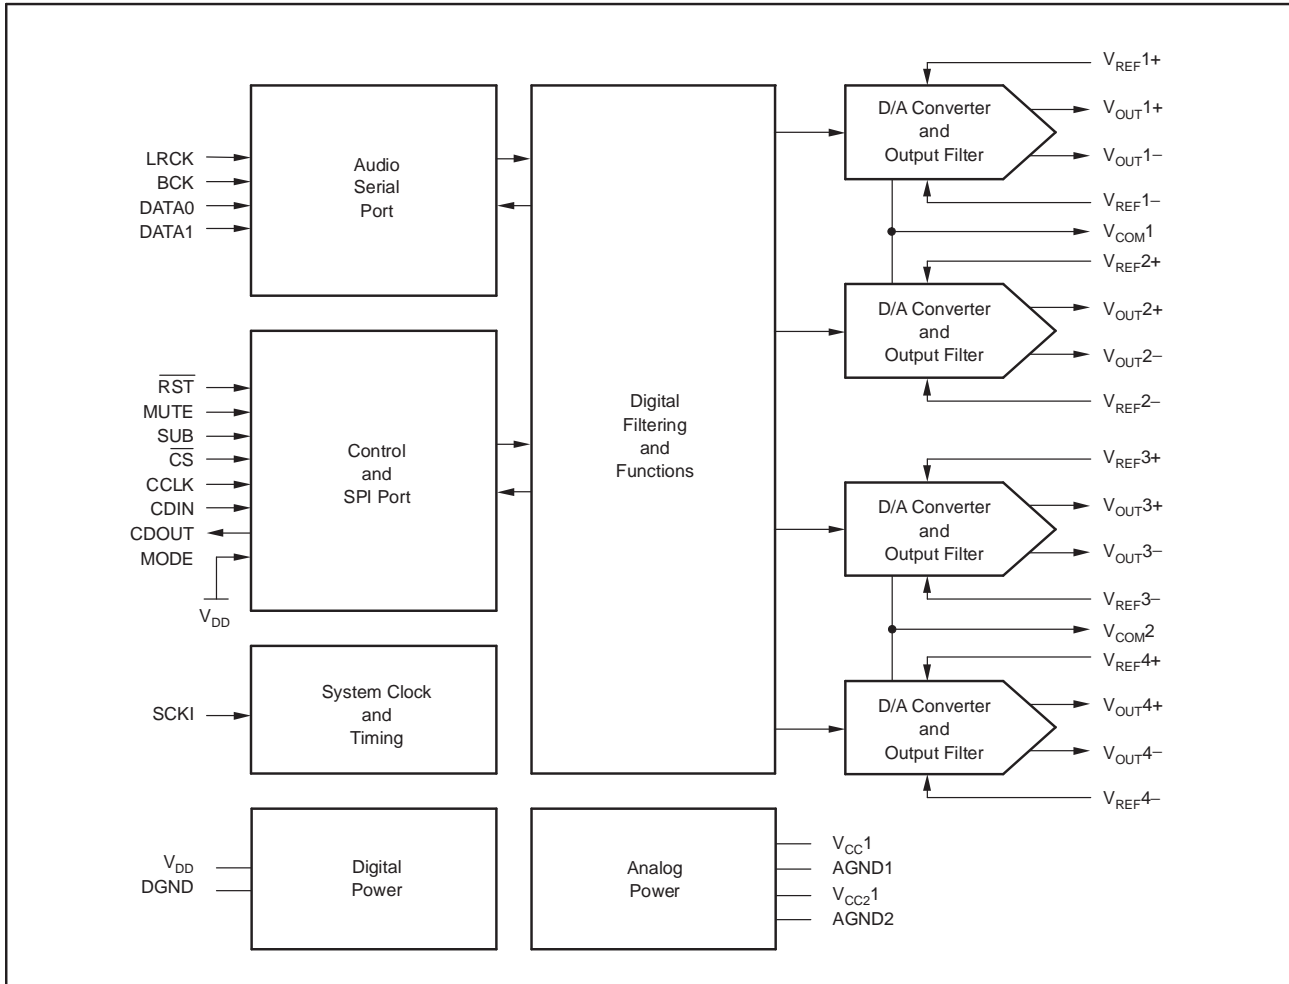 LRCK
BCK
DATA0
DATA1
Audio
Serial
Port
RST
MUTE
SUB
CS
CCLK
CDIN
CDOUT
MODE
VDD
Control
and
SPI Port
SCKI
System Clock
and
Timing
VDD
DGND
Digital
Power
Digital
Filtering
and
Functions
Analog
Power
VCC1
AGND1
VCC21
AGND2
D/A Converter
and
Output Filter
VREF1+
VOUT1+
VOUT1−
VREF1−
VCOM1
D/A Converter
and
Output Filter
VREF2+
VOUT2+
VOUT2−
VREF2−
D/A Converter
and
Output Filter
VREF3+
VOUT3+
VOUT3−
VREF3−
VCOM2
D/A Converter
and
Output Filter
VREF4+
VOUT4+
VOUT4−
VREF4−